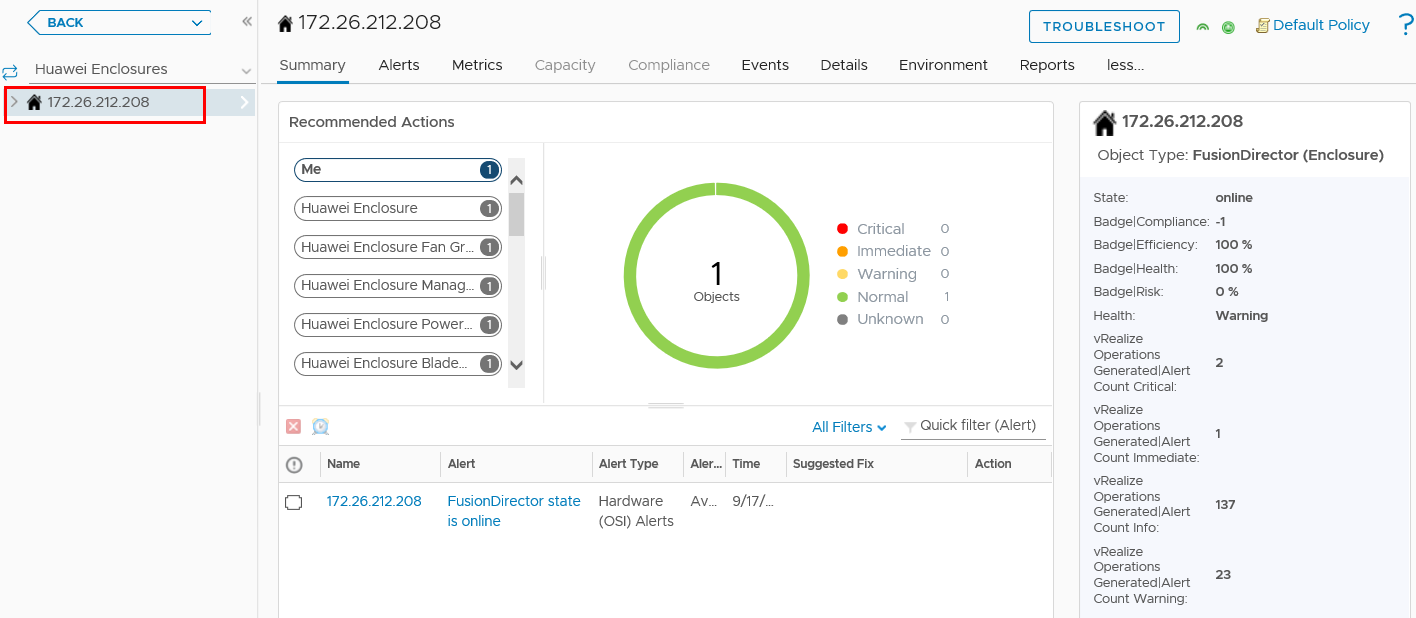 BACK
«
Huawei Enclosures
172.26.212.208
172.26.212.208
TROUBLESHOOT
Default Policy
?
Summary
Alerts
Metrics
Capacity
Compliance
Events
Details
Environment
Reports
less...
Recommended Actions
Me 1
Huawei Enclosure 1
Huawei Enclosure Fan Gr... 1
Huawei Enclosure Manag... 1
Huawei Enclosure Power... 1
Huawei Enclosure Blade... 1
1
Objects
Critical 0
Immediate 0
Warning 0
Normal 1
Unknown 0
All Filters
Quick filter (Alert)
Name Alert Alert Type Aler... Time Suggested Fix Action
172.26.212.208 FusionDirector state Hardware Av... 9/17/...
is online (OSI) Alerts
172.26.212.208
Object Type: FusionDirector (Enclosure)
State: online
Badge|Compliance: -1
Badge|Efficiency: 100 %
Badge|Health: 100 %
Badge|Risk: 0 %
Health: Warning
vRealize
Operations
Generated|Alert
Count Critical:
2
vRealize
Operations
Generated|Alert
Count Immediate:
1
vRealize
Operations
Generated|Alert
Count Info:
137
vRealize
Operations
Generated|Alert
Count Warning:
23